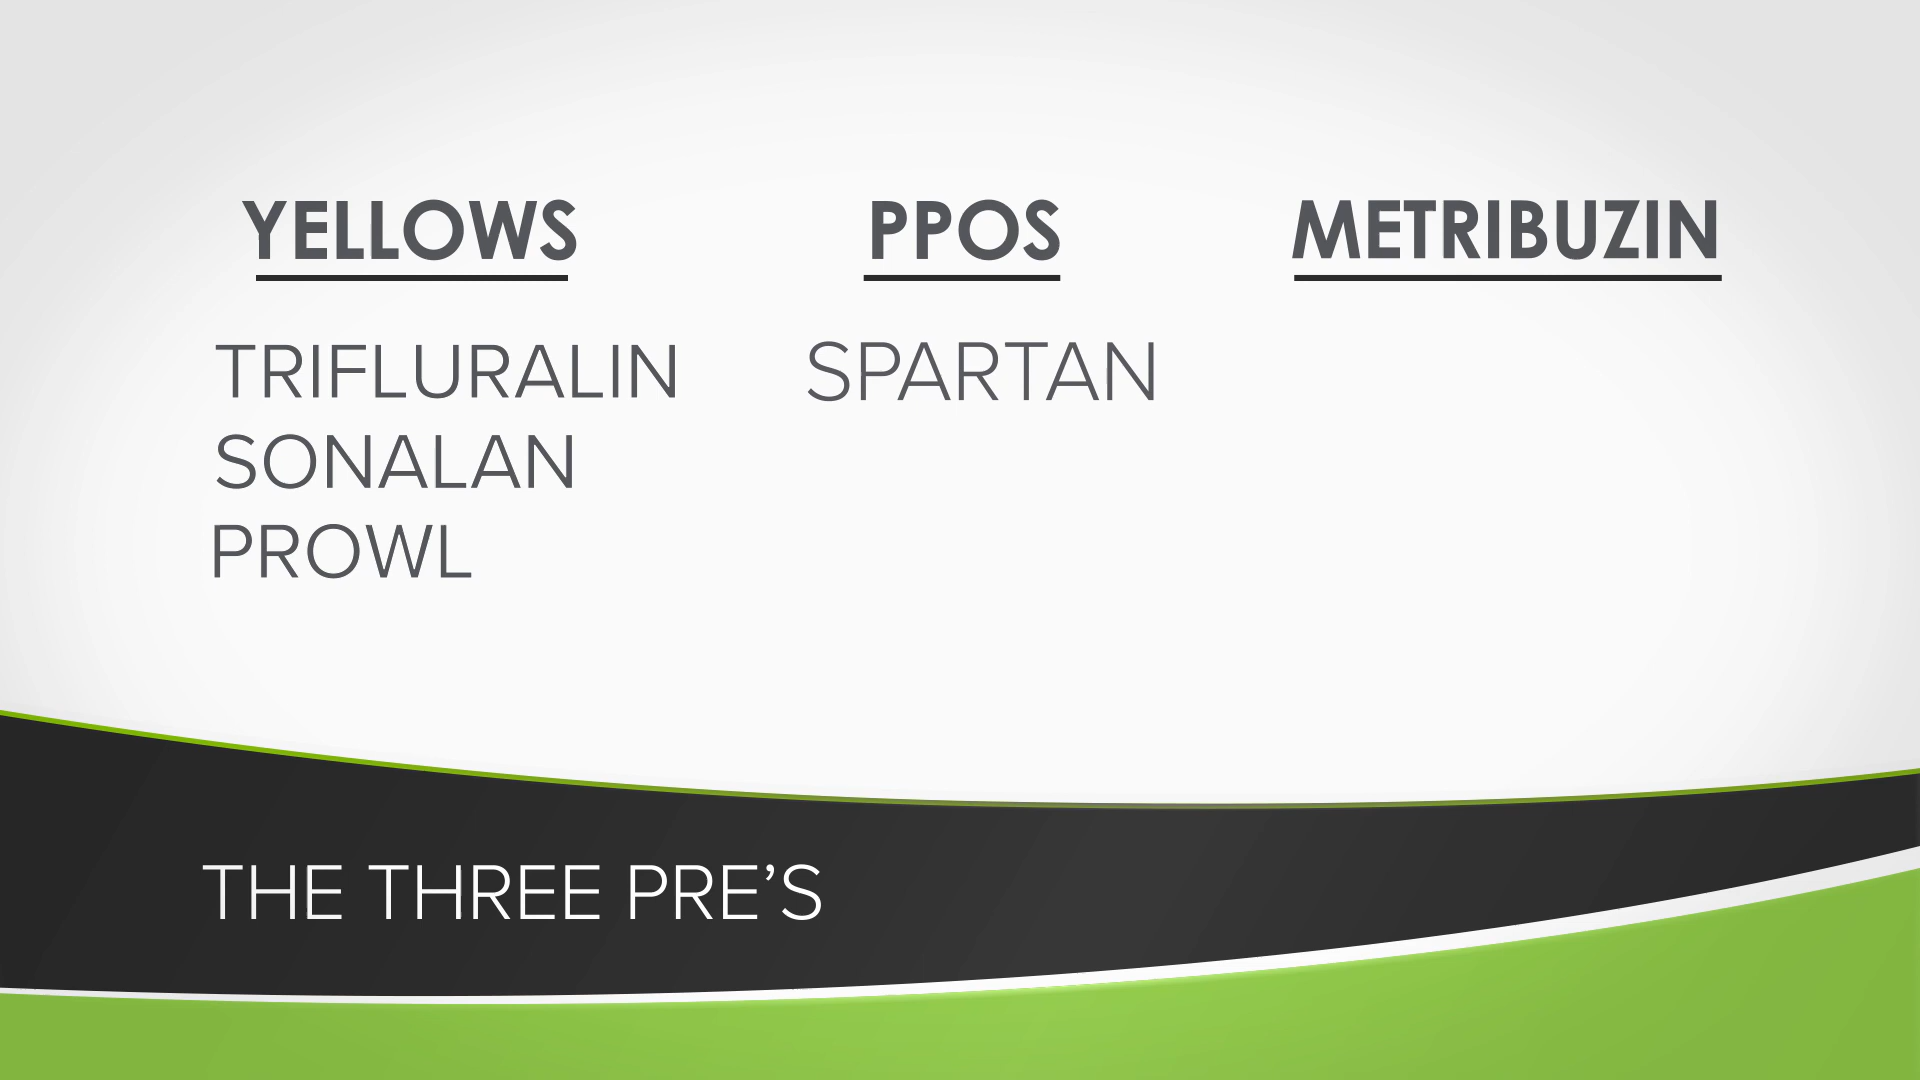 YELLOWS PPOS METRIBUZIN
TRIFLURALIN SPARTAN
SONALAN
PROWL
THE THREE PRE’S